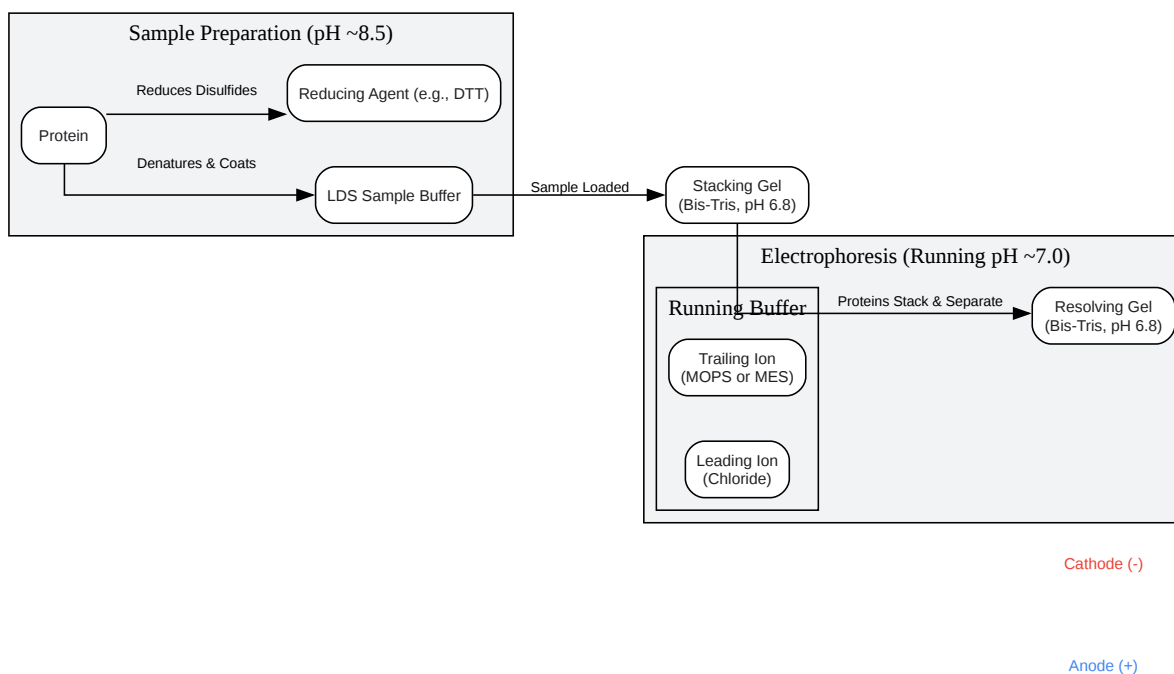 Sample Preparation (pH ~8.5)
Reduces Disulfides
Reducing Agent (e.g., DTT)
Protein
Denatures & Coats
LDS Sample Buffer
Sample Loaded
Stacking Gel
(Bis-Tris, pH 6.8)
Electrophoresis (Running pH ~7.0)
Running Buffer
Proteins Stack & Separate
Resolving Gel
(Bis-Tris, pH 6.8)
Trailing Ion
(MOPS or MES)
Leading Ion
(Chloride)
Cathode (-)
Anode (+)